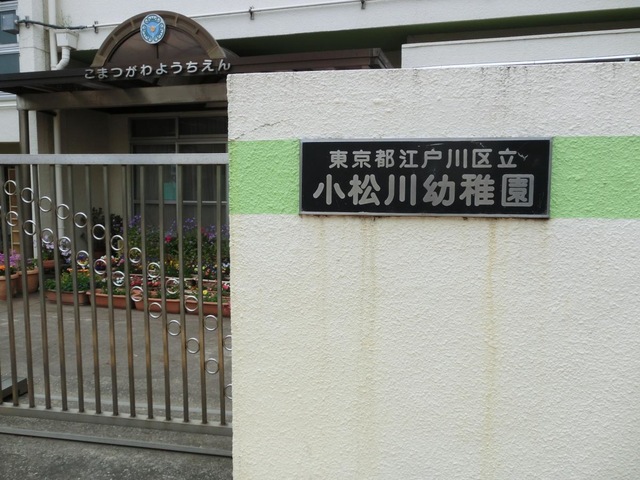 こまつがわようちえん
東京都江戸川区立
小松川幼稚園